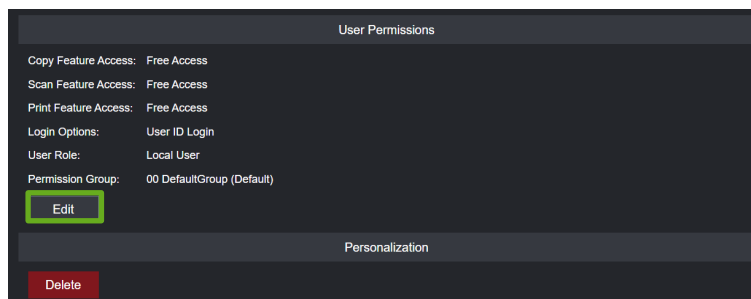 User Permissions
Copy Feature Access: Free Access
Scan Feature Access: Free Access
Print Feature Access: Free Access
Login Options: User ID Login
User Role: Local User
Permission Group: 00 DefaultGroup (Default)
Edit
Personalization
Delete